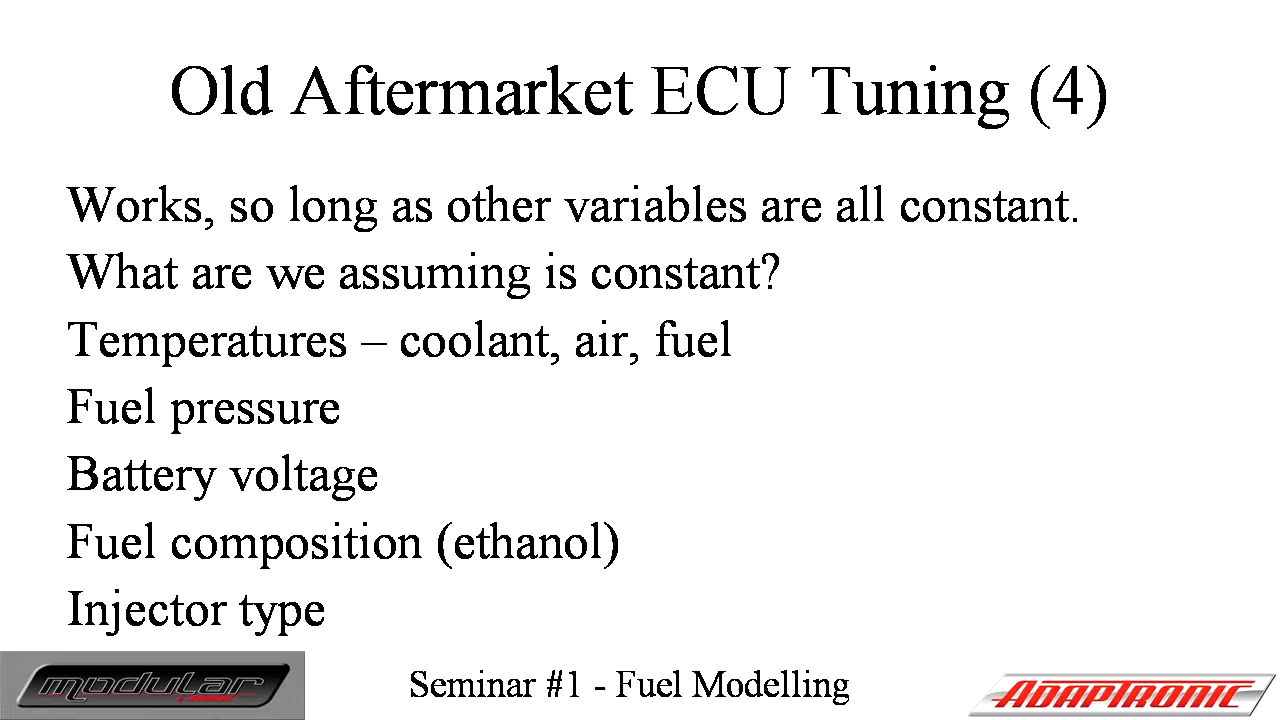 Old Aftermarket ECU Tuning (4)
Works, so long as other variables are all constant.
What are we assuming is constant?
Temperatures – coolant, air, fuel
Fuel pressure
Battery voltage
Fuel composition (ethanol)
Injector type
modular
Seminar #1 - Fuel Modelling
ADAPTRONIC